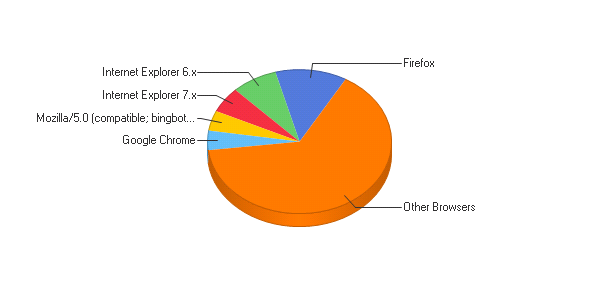 Firefox
Internet Explorer 6.x
Internet Explorer 7.x
Mozilla/5.0 (compatible; bingbot...
Google Chrome
Other Browsers